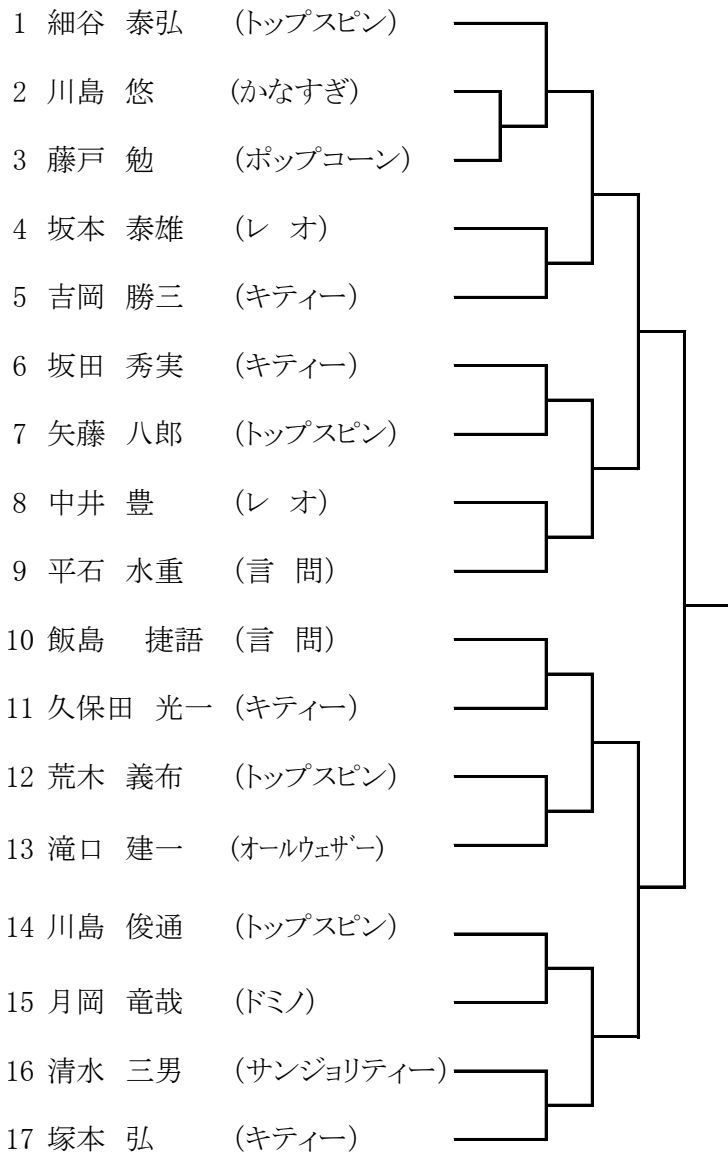 1 細谷 泰弘 (トップスピン)
2 川島 悠 (かなすぎ)
3 藤戸 勉 (ポップコーン)
4 坂本 泰雄 (レ オ)
5 吉岡 勝三 (キティー)
6 坂田 秀実 (キティー)
7 矢藤 八郎 (トップスピン)
8 中井 豊 (レ オ)
9 平石 水重 (言 問)
10 飯島 捷語 (言 問)
11 久保田 光一 (キティー)
12 荒木 義布 (トップスピン)
13 滝口 建一 (オールウェザー)
14 川島 俊通 (トップスピン)
15 月岡 竜哉 (ドミノ)
16 清水 三男 (サンジョリティー)
17 塚本 弘 (キティー)